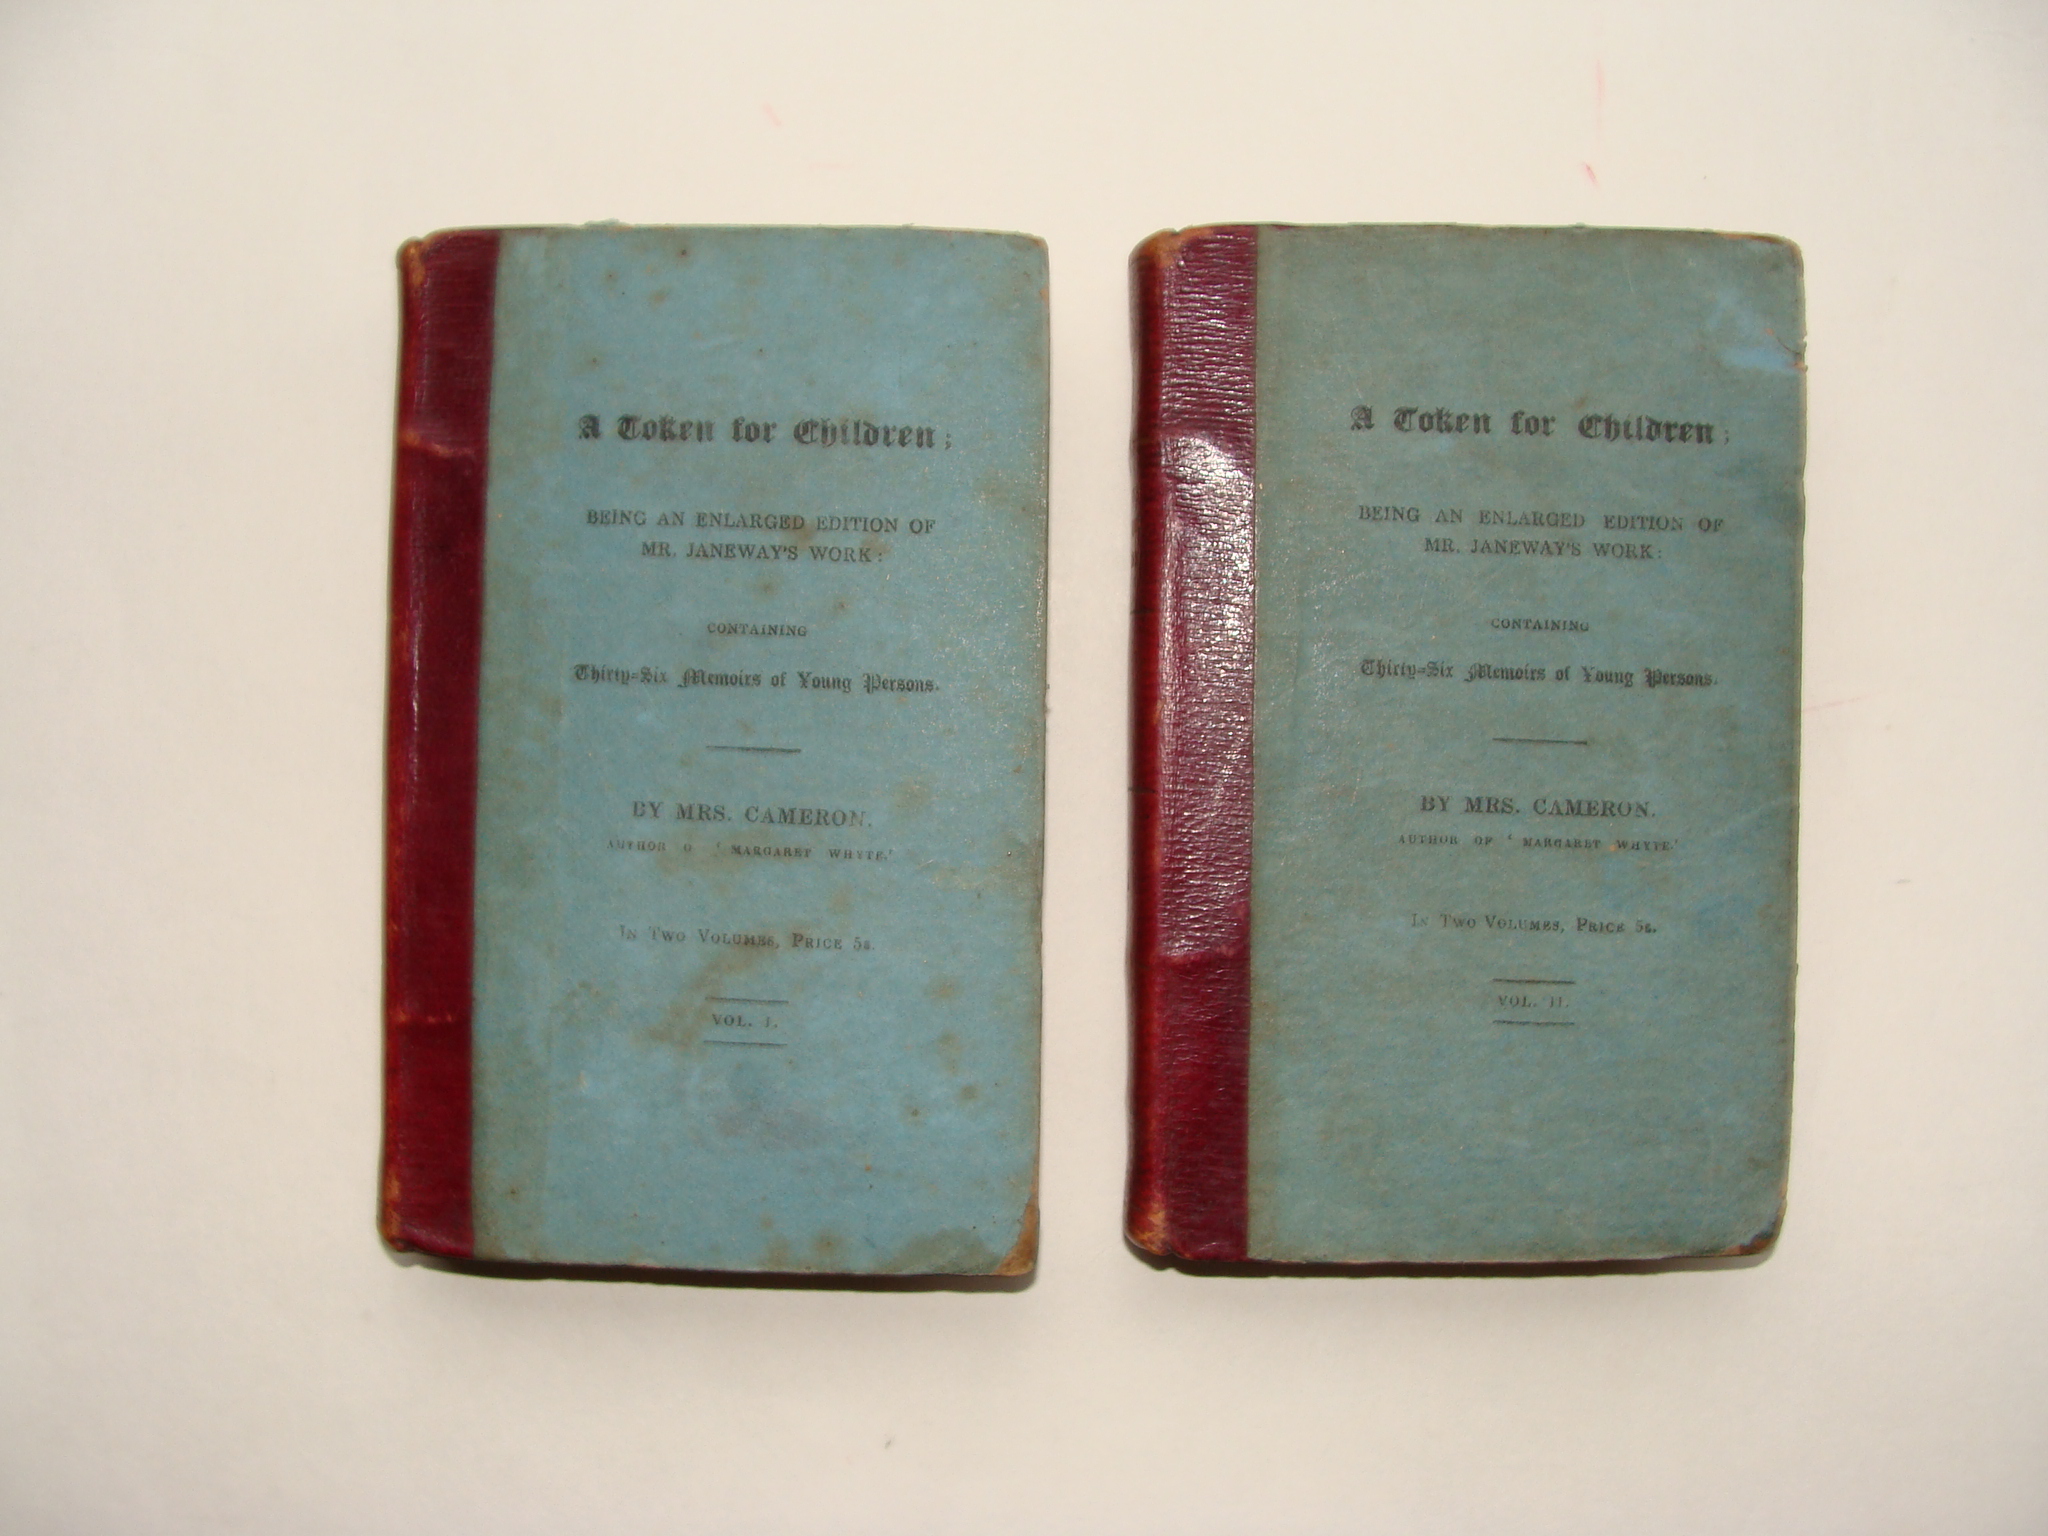 A Token for Children;
BEING AN ENLARGED EDITION OF
MR. JANEWAY'S WORK:
CONTAINING
Thirty-Six Memoirs of Young Persons.
BY MRS. CAMERON.
AUTHOR O 'MARGARET WHYTE.'
IN TWO VOLUMES, PRICE 5s.
VOL. I.
A Token for Children;
BEING AN ENLARGED EDITION OF
MR. JANEWAY'S WORK:
CONTAINING
Thirty-Six Memoirs of Young Persons.
BY MRS. CAMERON.
AUTHOR OF 'MARGARET WHYTE.'
IN TWO VOLUMES, PRICE 5s.
VOL. II.